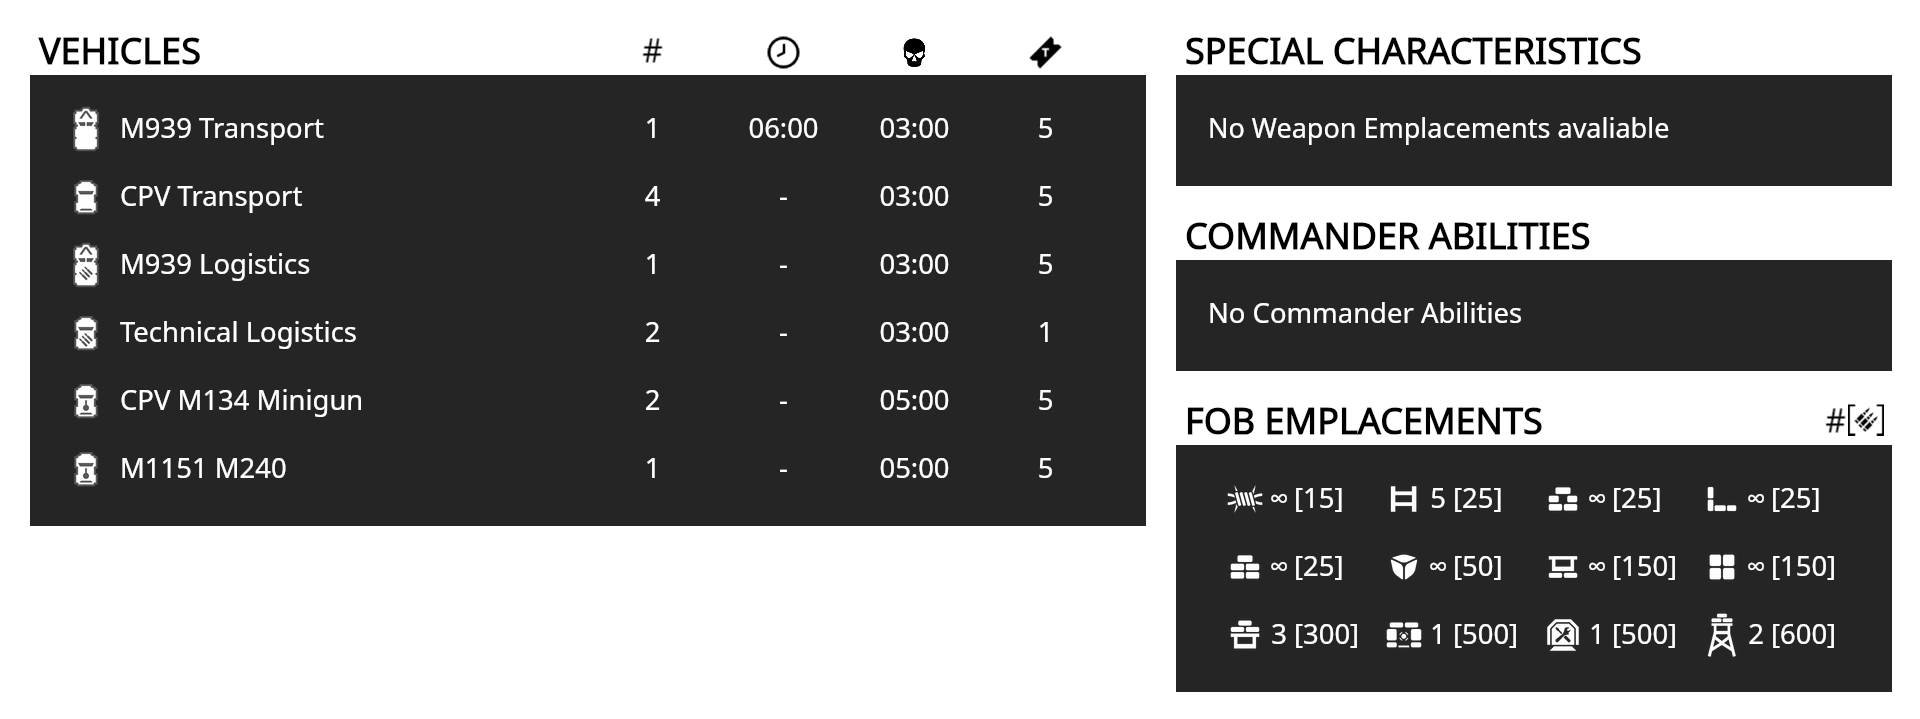 VEHICLES #
M939 Transport 1 06:00 03:00 5
CPV Transport 4 - 03:00 5
M939 Logistics 1 - 03:00 5
Technical Logistics 2 - 03:00 1
CPV M134 Minigun 2 - 05:00 5
M1151 M240 1 - 05:00 5
SPECIAL CHARACTERISTICS
No Weapon Emplacements avaliable
COMMANDER ABILITIES
No Commander Abilities
FOB EMPLACEMENTS #[]
∞ [15] 5 [25] ∞ [25] ∞ [25]
∞ [25] ∞ [50] ∞ [150] ∞ [150]
3 [300] 1 [500] 1 [500] 2 [600]